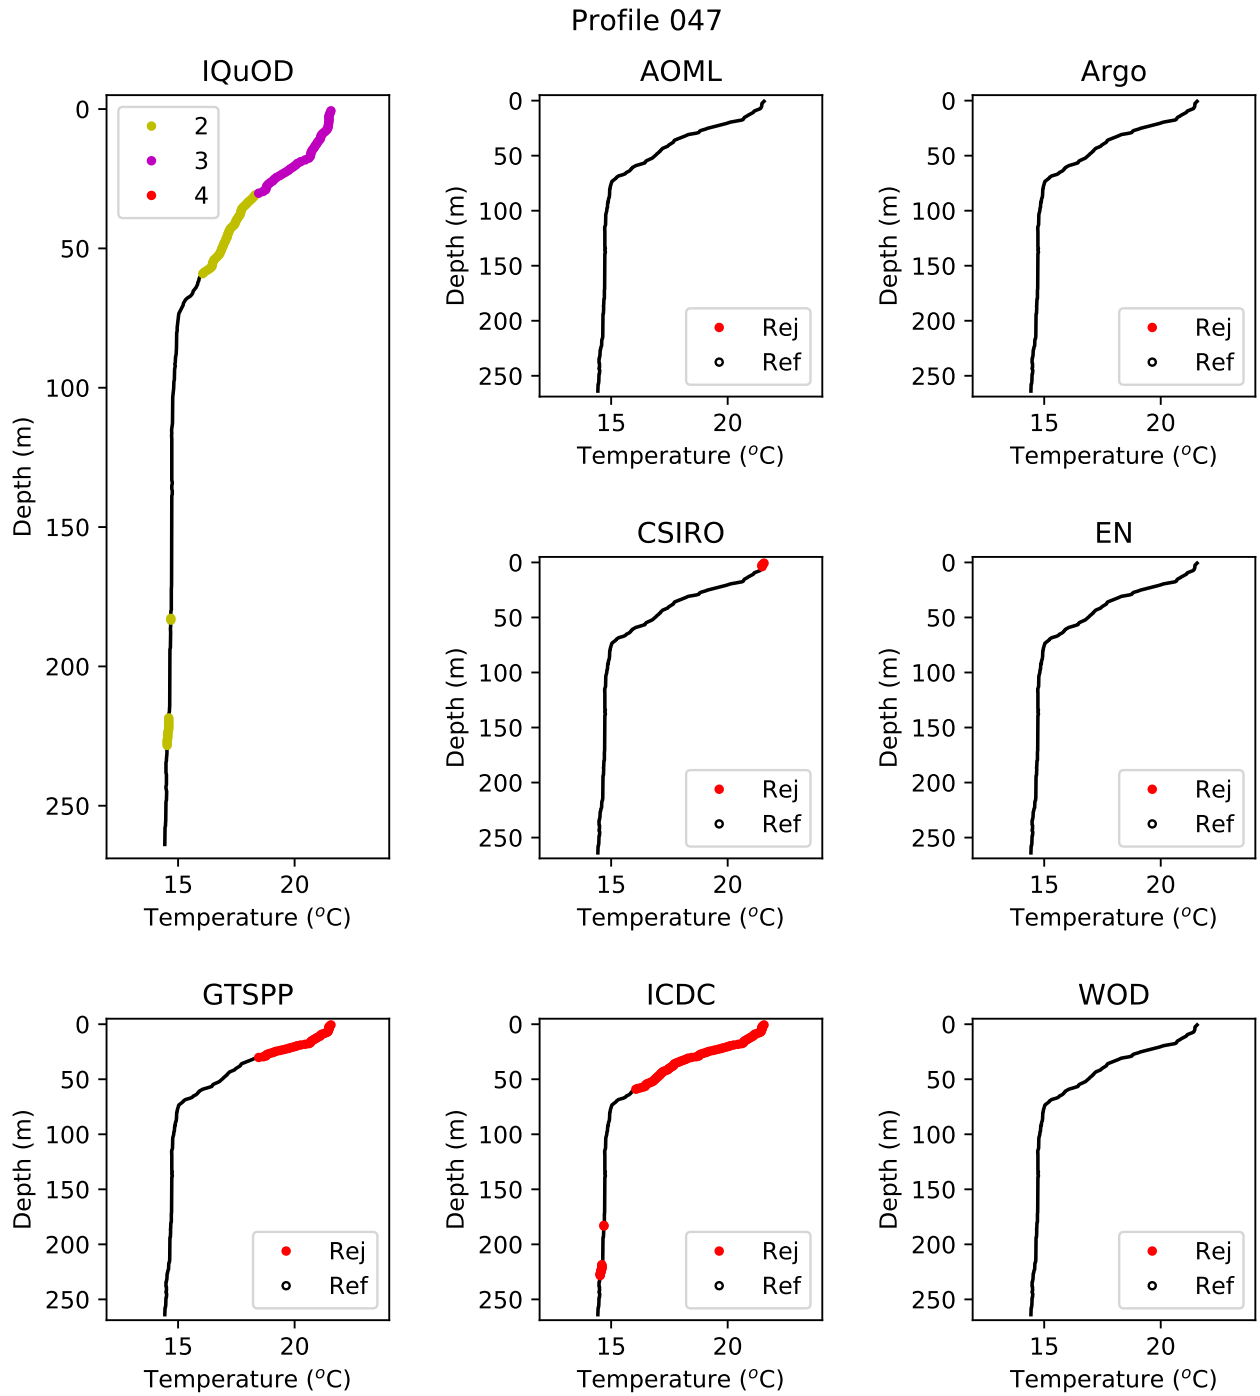 Profile 047
IQuOD
2
3
4
0
50
100
150
200
250
Depth (m)
15 20
Temperature (°C)
AOML
0
50
100
150
200
250
Depth (m)
Rej
Ref
15 20
Temperature (°C)
Argo
0
50
100
150
200
250
Depth (m)
Rej
Ref
15 20
Temperature (°C)
CSIRO
0
50
100
150
200
250
Depth (m)
Rej
Ref
15 20
Temperature (°C)
EN
0
50
100
150
200
250
Depth (m)
Rej
Ref
15 20
Temperature (°C)
GTSPP
0
50
100
150
200
250
Depth (m)
Rej
Ref
15 20
Temperature (°C)
ICDC
0
50
100
150
200
250
Depth (m)
Rej
Ref
15 20
Temperature (°C)
WOD
0
50
100
150
200
250
Depth (m)
Rej
Ref
15 20
Temperature (°C)